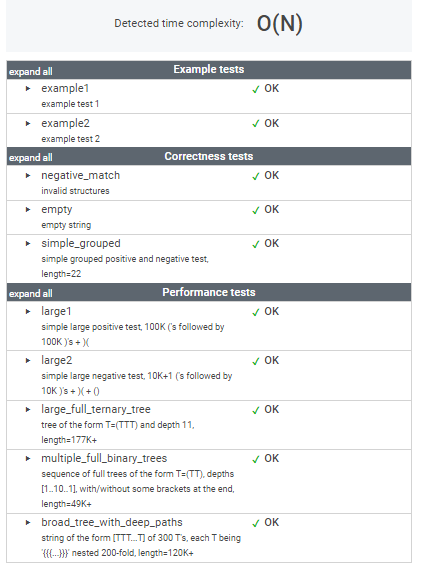 Detected time complexity: O(N)
expand all Example tests
example1 ✓ OK
example test 1
example2 ✓ OK
example test 2
expand all Correctness tests
negative_match ✓ OK
invalid structures
empty ✓ OK
empty string
simple_grouped ✓ OK
simple grouped positive and negative test,
length=22
expand all Performance tests
large1 ✓ OK
simple large positive test, 100K ('s followed by
100K )'s + )(
large2 ✓ OK
simple large negative test, 10K+1 ('s followed by
10K )'s + )( + ()
large_full_ternary_tree ✓ OK
tree of the form T=(TTT) and depth 11,
length=177K+
multiple_full_binary_trees ✓ OK
sequence of full trees of the form T=(TT), depths
[1..10..1], with/without some brackets at the end,
length=49K+
broad_tree_with_deep_paths ✓ OK
string of the form [TTT...T] of 300 T's, each T being
'{{{...}}}' nested 200-fold, length=120K+